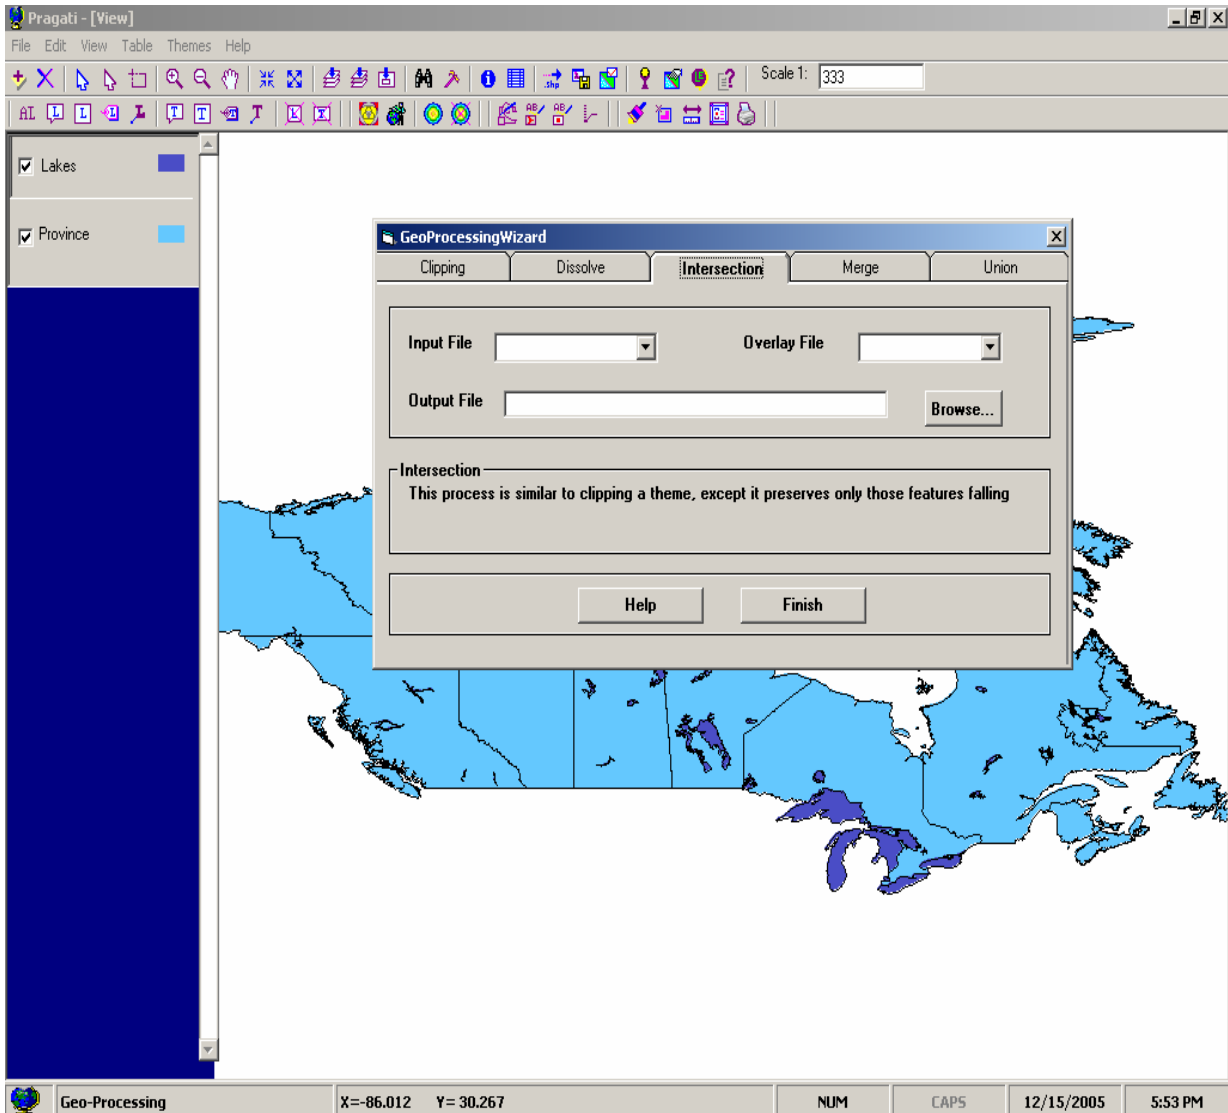 Pragati - [View]
File Edit View Table Themes Help
Scale 1: 333
Lakes
Province
GeoProcessingWizard
Clipping Dissolve Intersection Merge Union
Input File Overlay File
Output File Browse...
Intersection
This process is similar to clipping a theme, except it preserves only those features falling
Help Finish
Geo-Processing X=-86.012 Y= 30.267 NUM CAPS 12/15/2005 5:53 PM